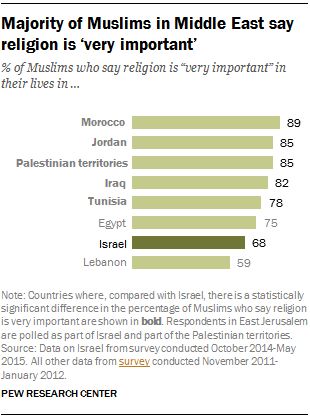 Majority of Muslims in Middle East say
religion is ‘very important’
% of Muslims who say religion is “very important” in
their lives in ...
Morocco 89
Jordan 85
Palestinian territories 85
Iraq 82
Tunisia 78
Egypt 75
Israel 68
Lebanon 59
Note: Countries where, compared with Israel, there is a statistically
significant difference in the percentage of Muslims who say religion
is very important are shown in bold. Respondents in East Jerusalem
are polled as part of Israel and part of the Palestinian territories.
Source: Data on Israel from survey conducted October 2014-May
2015. All other data from survey conducted November 2011-
January 2012.
PEW RESEARCH CENTER